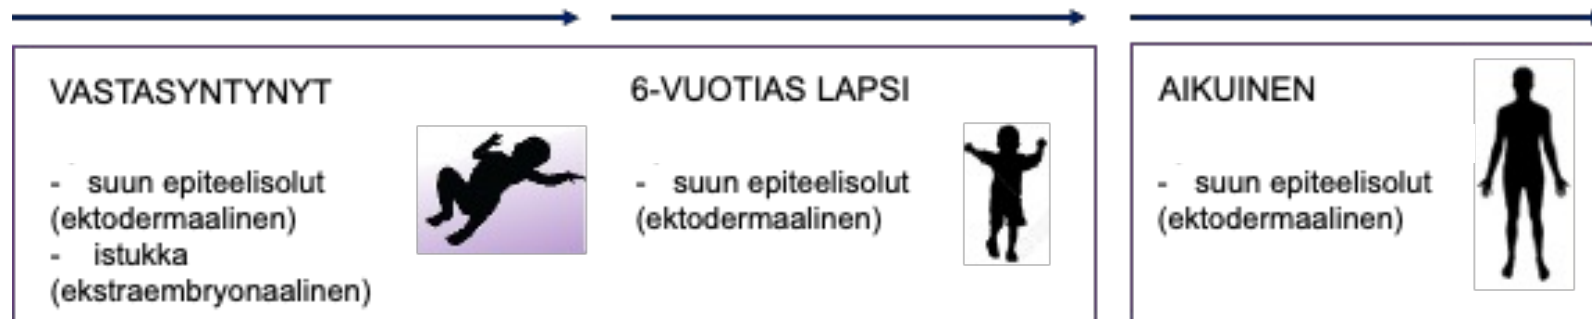 VASTASYNTYNYT
- suun epiteelisolut
(ektodermaalinen)
- istukka
(ekstraembryonaalinen)
6-VUOTIAS LAPSI
- suun epiteelisolut
(ektodermaalinen)
AIKUINEN
- suun epiteelisolut
(ektodermaalinen)